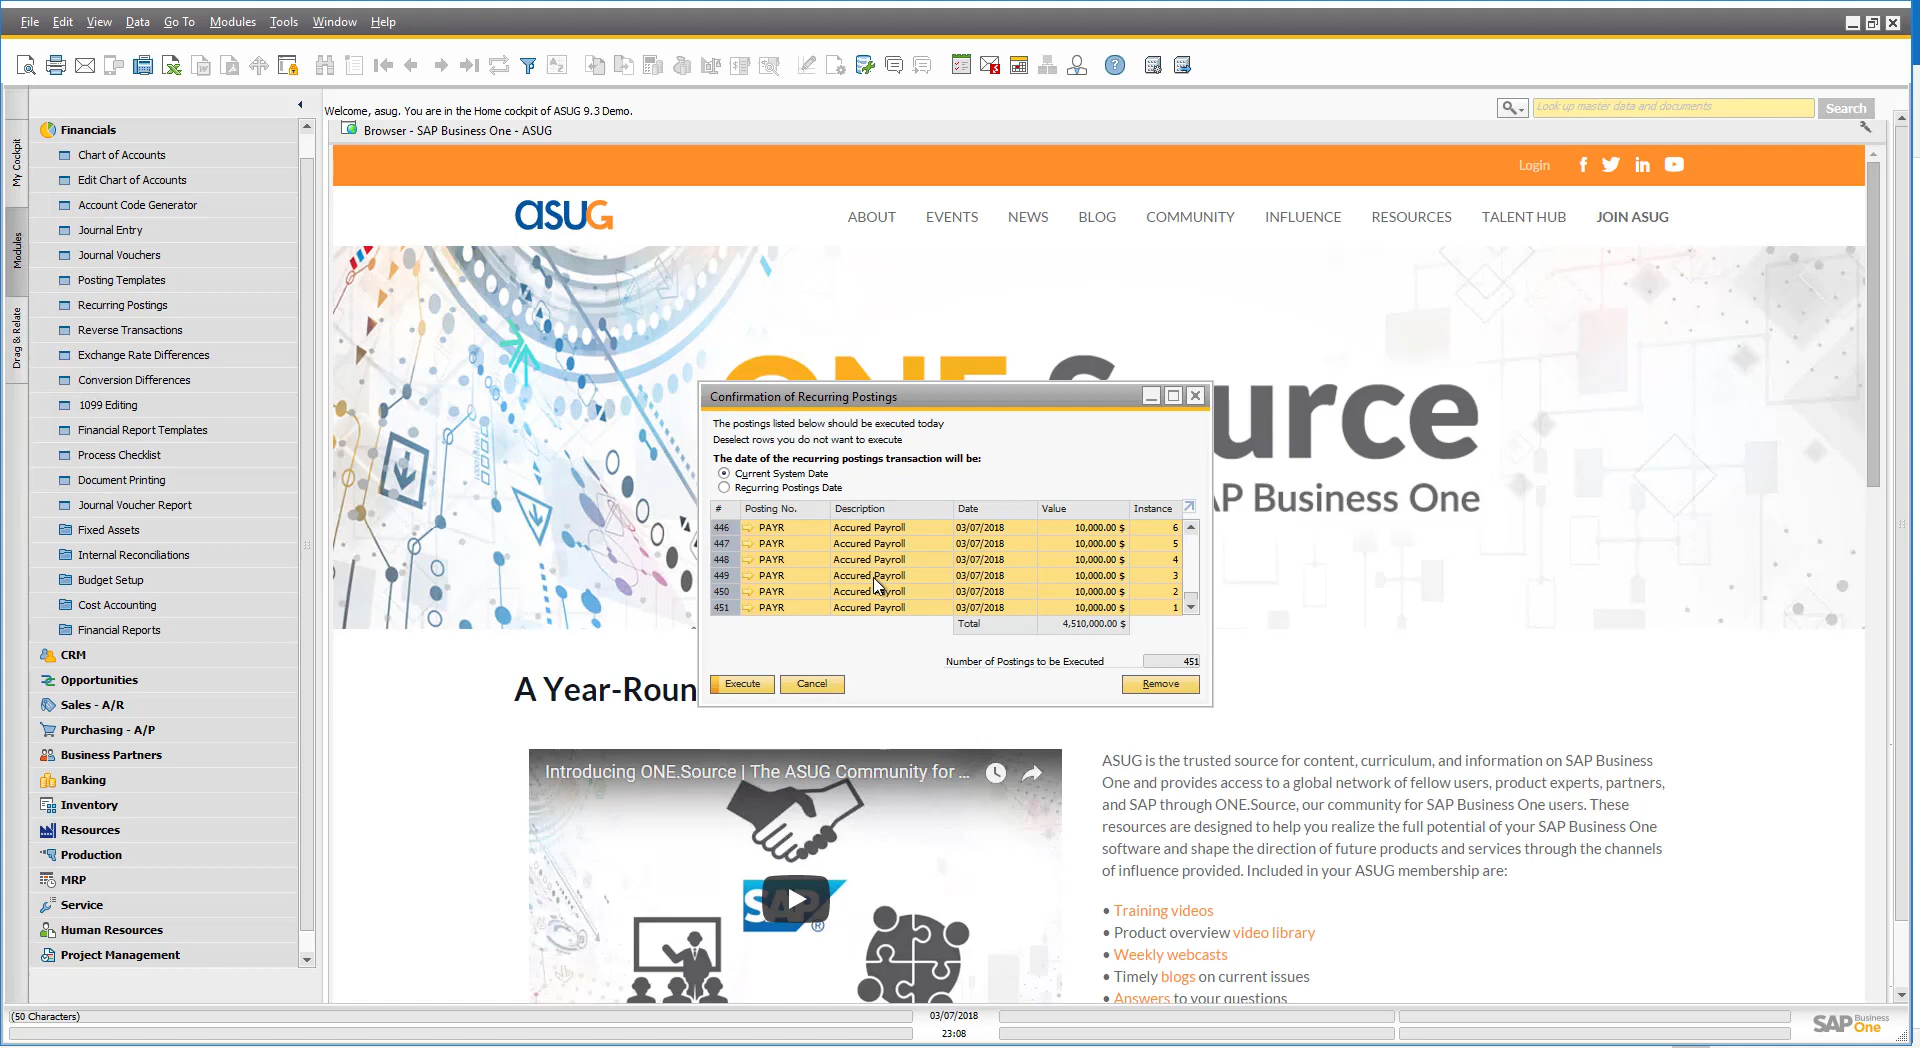 File Edit View Data Go To Modules Tools Window Help
Welcome, asug. You are in the Home cockpit of ASUG 9.3 Demo.
Look up master data and documents
Search
Browser - SAP Business One - ASUG
My Cockpit
Modules
Drag & Relate
Financials
Chart of Accounts
Edit Chart of Accounts
Account Code Generator
Journal Entry
Journal Vouchers
Posting Templates
Recurring Postings
Reverse Transactions
Exchange Rate Differences
Conversion Differences
1099 Editing
Financial Report Templates
Process Checklist
Document Printing
Journal Voucher Report
Fixed Assets
Internal Reconciliations
Budget Setup
Cost Accounting
Financial Reports
CRM
Opportunities
Sales - A/R
Purchasing - A/P
Business Partners
Banking
Inventory
Resources
Production
MRP
Service
Human Resources
Project Management
Login
asuG
ABOUT EVENTS NEWS BLOG COMMUNITY INFLUENCE RESOURCES TALENT HUB JOIN ASUG
urce
AP Business One
Confirmation of Recurring Postings
The postings listed below should be executed today
Deselect rows you do not want to execute
The date of the recurring postings transaction will be:
Current System Date
Recurring Postings Date
# Posting No. Description Date Value Instance
446 PAYR Accured Payroll 03/07/2018 10,000.00 $ 6
447 PAYR Accured Payroll 03/07/2018 10,000.00 $ 5
448 PAYR Accured Payroll 03/07/2018 10,000.00 $ 4
449 PAYR Accured Payroll 03/07/2018 10,000.00 $ 3
450 PAYR Accured Payroll 03/07/2018 10,000.00 $ 2
451 PAYR Accured Payroll 03/07/2018 10,000.00 $ 1
Total 4,510,000.00 $
Number of Postings to be Executed 451
Execute Cancel Remove
A Year-Roun
Introducing ONE.Source | The ASUG Community for ...
SAP
ASUG is the trusted source for content, curriculum, and information on SAP Business
One and provides access to a global network of fellow users, product experts, partners,
and SAP through ONE.Source, our community for SAP Business One users. These
resources are designed to help you realize the full potential of your SAP Business One
software and shape the direction of future products and services through the channels
of influence provided. Included in your ASUG membership are:
• Training videos
• Product overview video library
• Weekly webcasts
• Timely blogs on current issues
• Answers to your questions
(50 Characters)
03/07/2018
23:08
SAP Business One